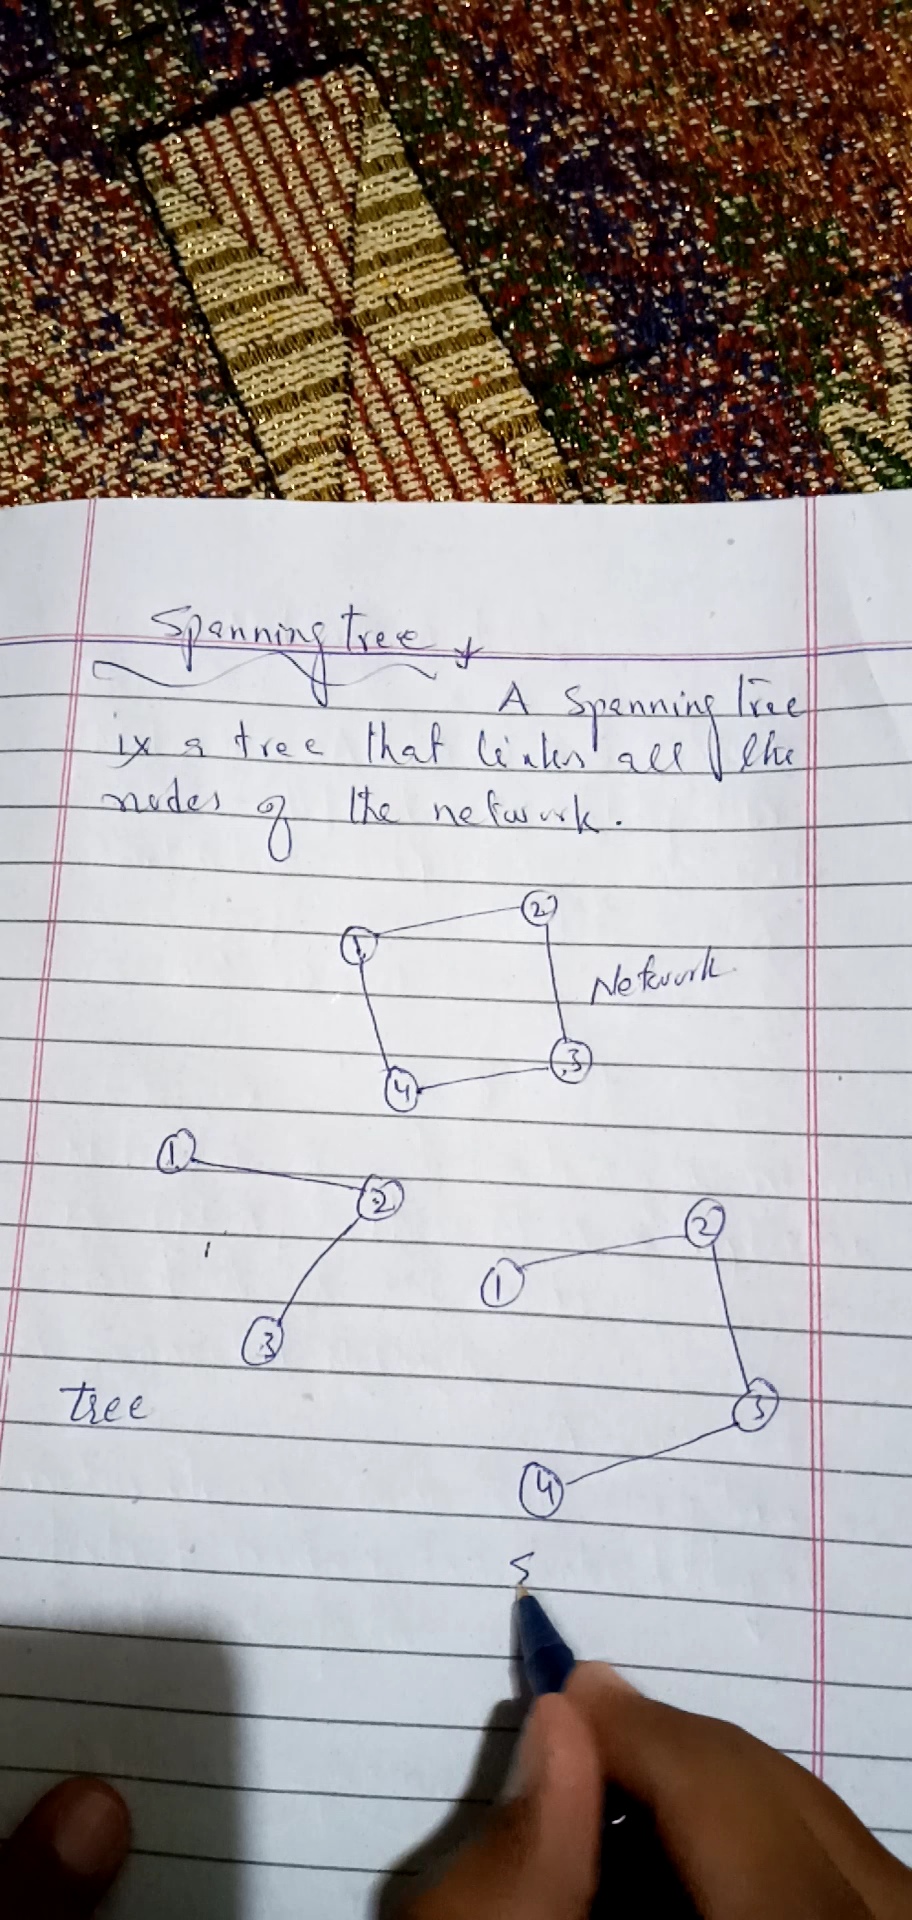 Spanning tree
A Spanning tree
is a tree that links all the
nodes of the network.
2
1
Network
3
4
1
2
2
1
3
3
tree
4
S